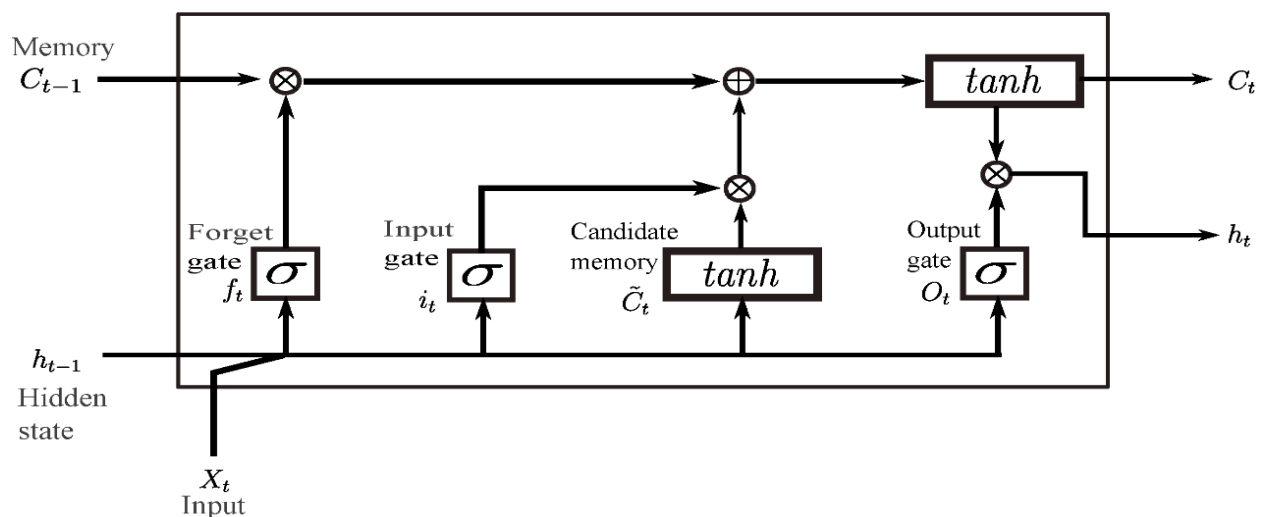 Memory
C_{t-1}
⊗
⊕
tanh
C_t
⊗
⊗
Forget
gate
f_t
σ
Input
gate
i_t
σ
Candidate
memory
C̃_t
tanh
Output
gate
O_t
σ
h_t
h_{t-1}
Hidden
state
X_t
Input